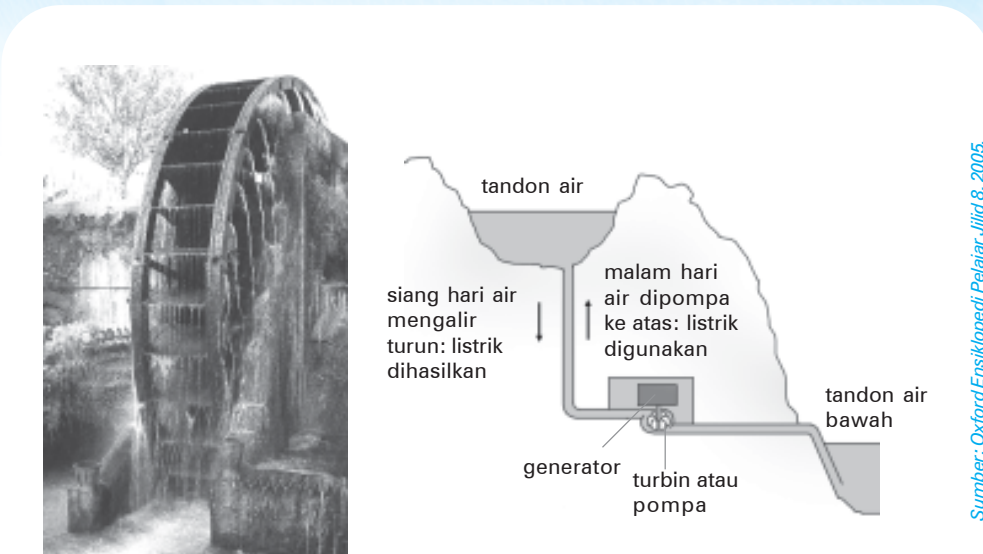 tandon air
siang hari air
mengalir
turun: listrik
dihasilkan
malam hari
air dipompa
ke atas: listrik
digunakan
tandon air
bawah
generator
turbin atau
pompa
Sumber: Oxford Ensiklopedi Pelajar Jilid 8, 2005.